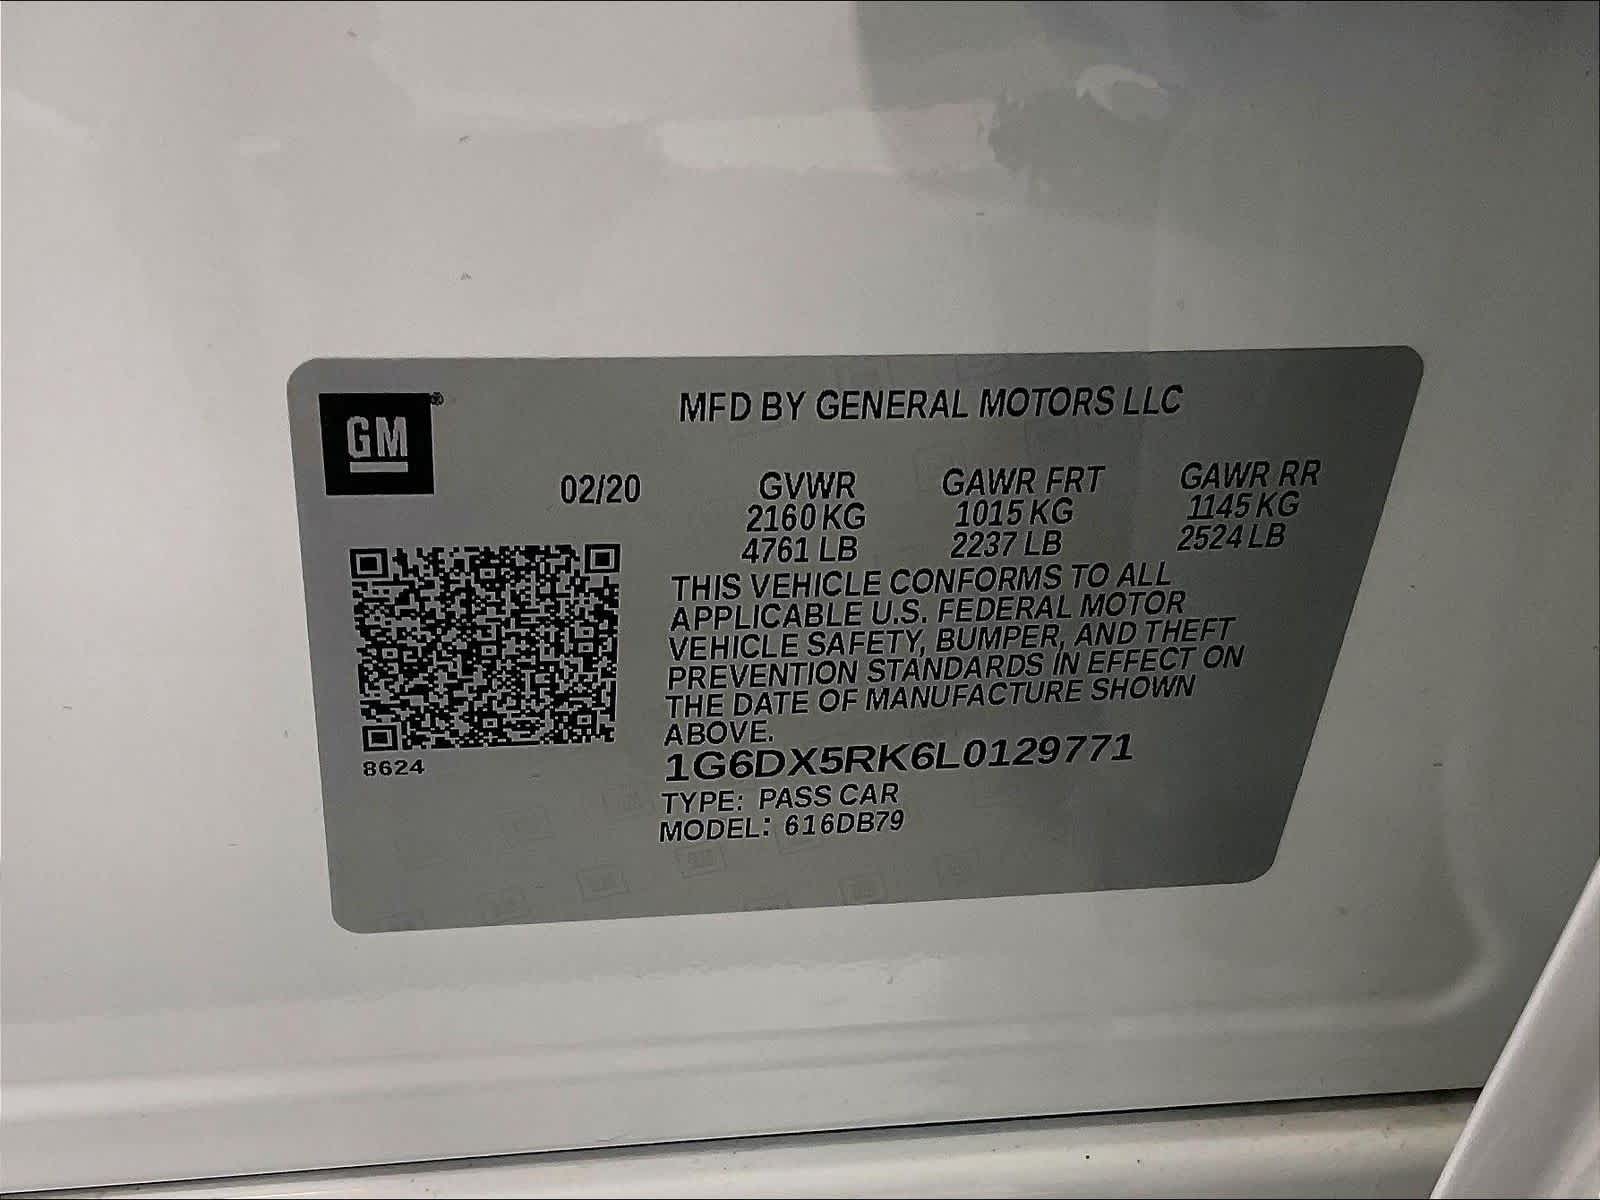 GM®
MFD BY GENERAL MOTORS LLC
02/20
GVWR GAWR FRT GAWR RR
2160 KG 1015 KG 1145 KG
4761 LB 2237 LB 2524 LB
THIS VEHICLE CONFORMS TO ALL
APPLICABLE U.S. FEDERAL MOTOR
VEHICLE SAFETY, BUMPER, AND THEFT
PREVENTION STANDARDS IN EFFECT ON
THE DATE OF MANUFACTURE SHOWN
ABOVE.
8624
1G6DX5RK6L0129771
TYPE: PASS CAR
MODEL: 616DB79